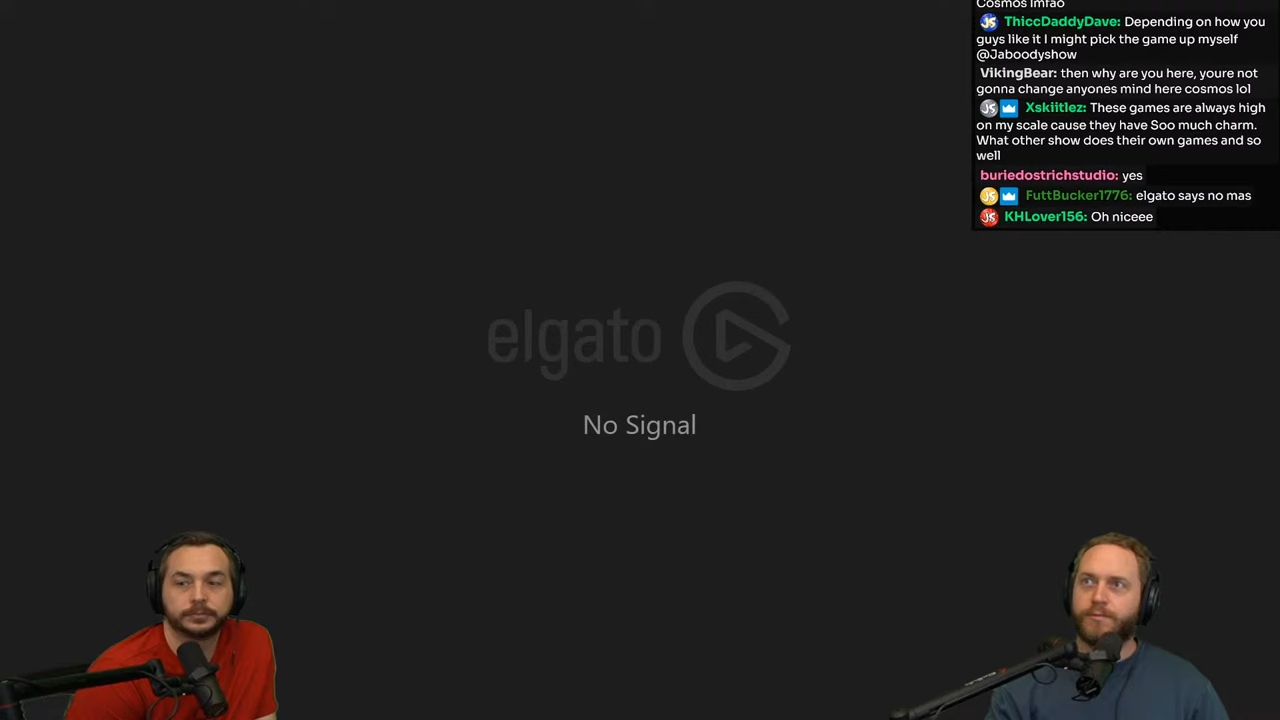 Cosmos lmfao
ThiccDaddyDave: Depending on how you
guys like it I might pick the game up myself
@Jaboodyshow
VikingBear: then why are you here, youre not
gonna change anyones mind here cosmos lol
Xskiitlez: These games are always high
on my scale cause they have Soo much charm.
What other show does their own games and so
well
buriedostrichstudio: yes
FuttBucker1776: elgato says no mas
KHLover156: Oh niceee
elgato
No Signal